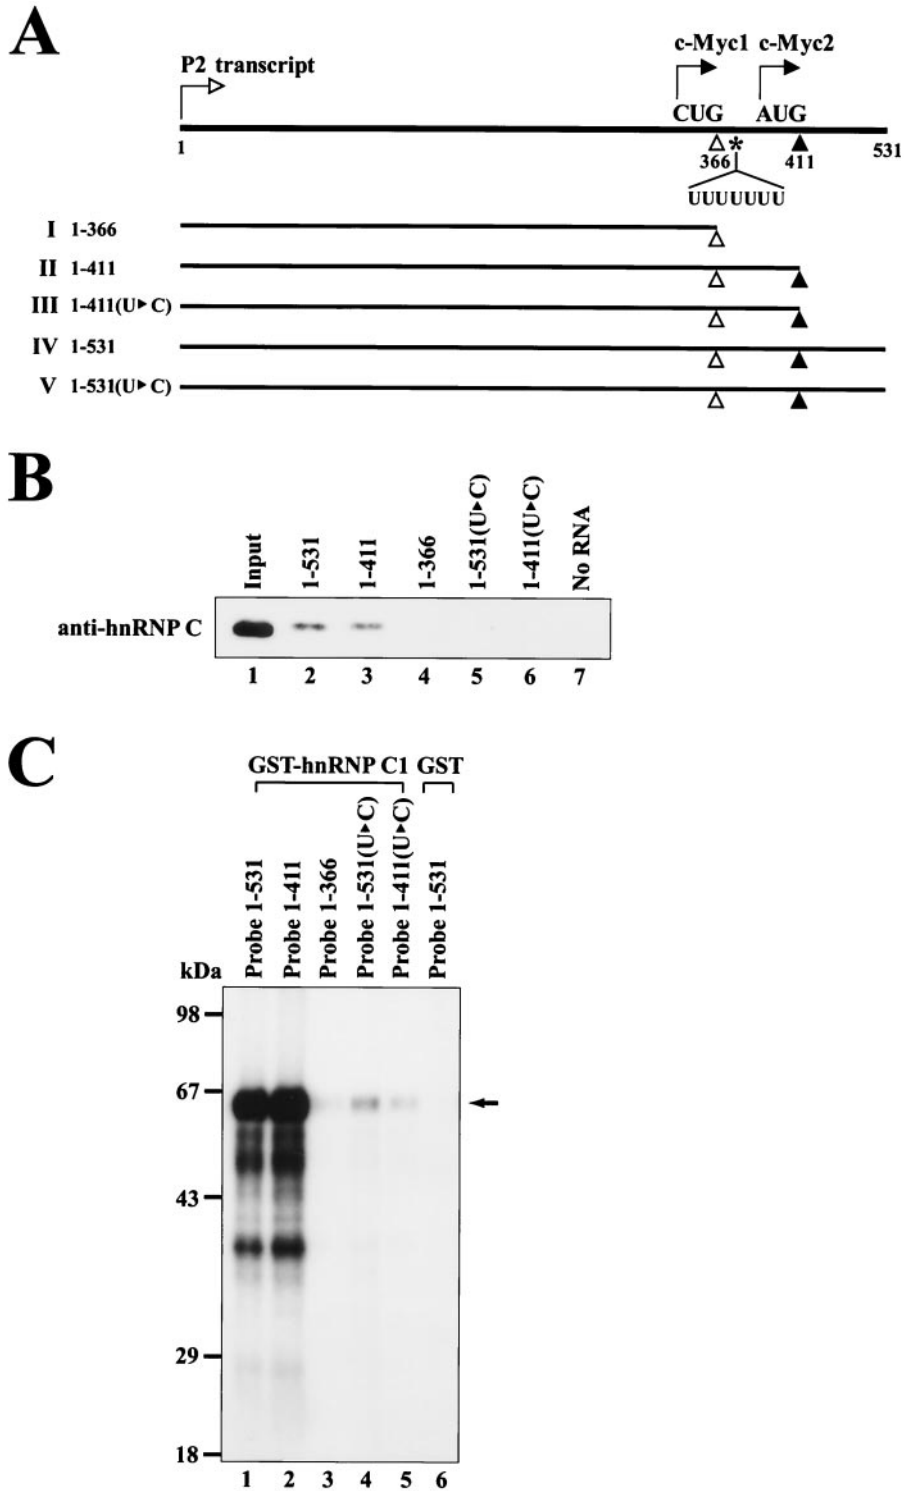 A
P2 transcript
c-Myc1 c-Myc2
CUG AUG
1 366 * 411 531
UUUUUUU
I 1-366
II 1-411
III 1-411(U▸C)
IV 1-531
V 1-531(U▸C)
B
Input
1-531
1-411
1-366
1-531(U▸C)
1-411(U▸C)
No RNA
anti-hnRNP C
1 2 3 4 5 6 7
C
GST-hnRNP C1 GST
Probe 1-531
Probe 1-411
Probe 1-366
Probe 1-531(U▸C)
Probe 1-411(U▸C)
Probe 1-531
kDa
98
67
43
29
18
1 2 3 4 5 6